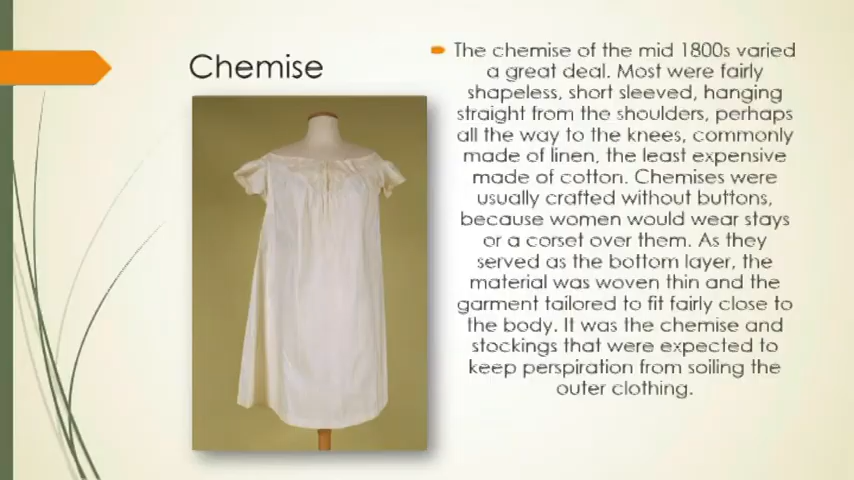 Chemise
The chemise of the mid 1800s varied
a great deal. Most were fairly
shapeless, short sleeved, hanging
straight from the shoulders, perhaps
all the way to the knees, commonly
made of linen, the least expensive
made of cotton. Chemises were
usually crafted without buttons,
because women would wear stays
or a corset over them. As they
served as the bottom layer, the
material was woven thin and the
garment tailored to fit fairly close to
the body. It was the chemise and
stockings that were expected to
keep perspiration from soiling the
outer clothing.